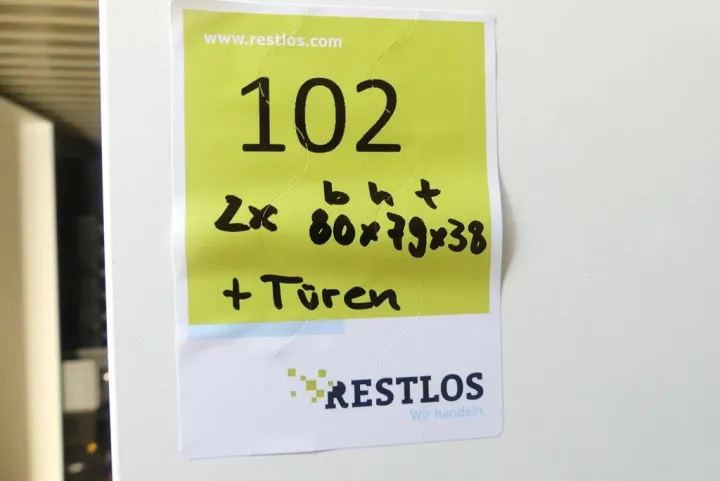 www.restlos.com
102
b h t
2x 80x79x38
+ Türen
RESTLOS
Wir handeln.